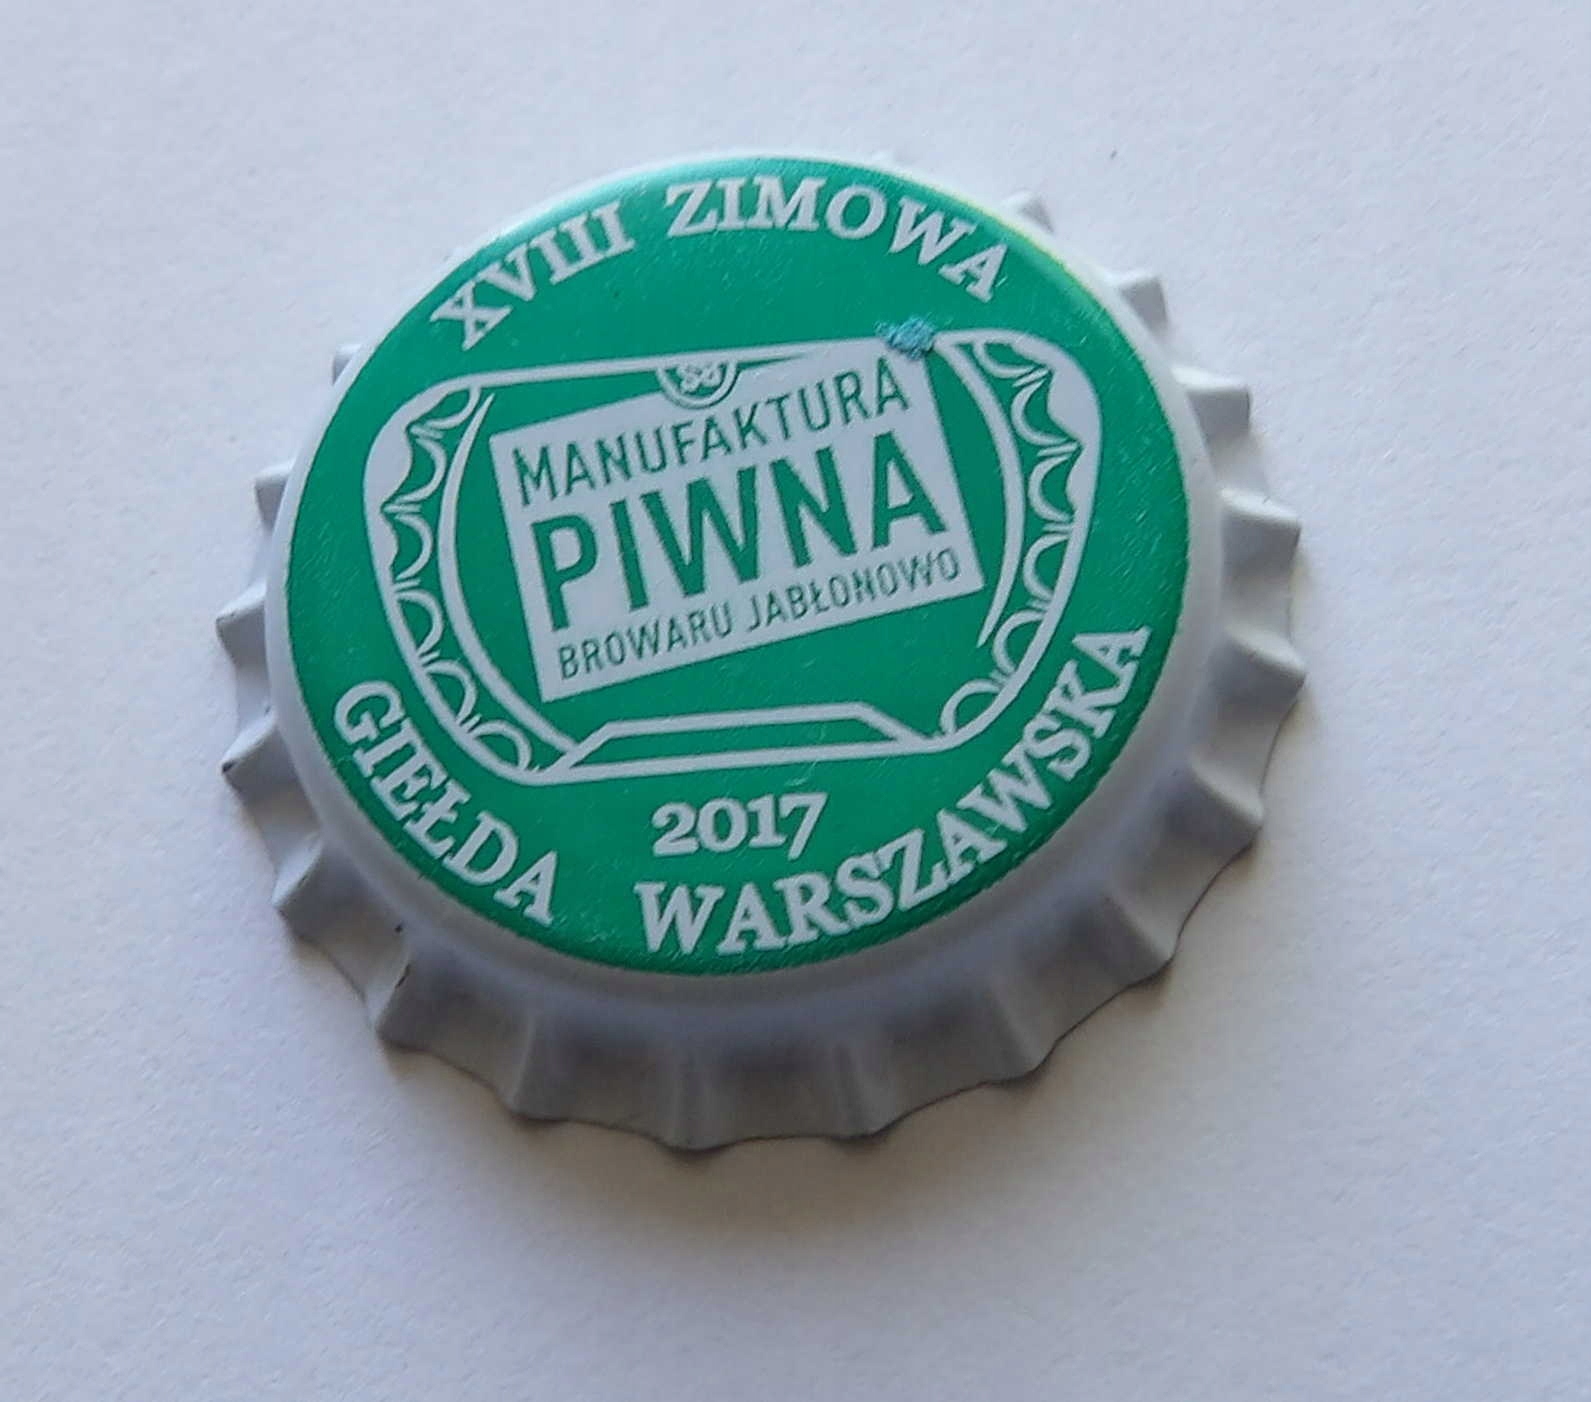 XVIII ZIMOWA
MANUFAKTURA
PIWNA
BROWARU JABŁONOWO
2017
GIEŁDA WARSZAWSKA